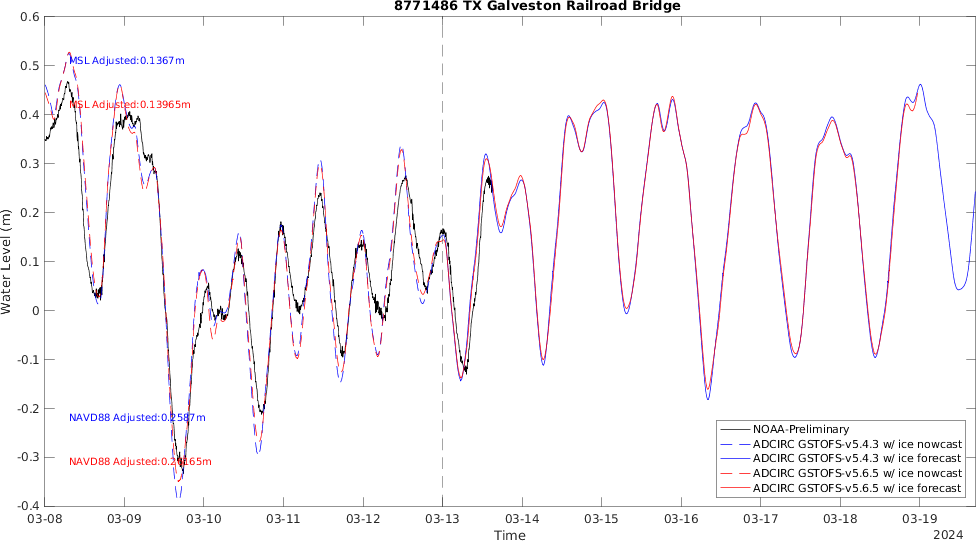 8771486 TX Galveston Railroad Bridge
0.6
0.5
0.4
0.3
0.2
0.1
0
-0.1
-0.2
-0.3
-0.4
Water Level (m)
MSL Adjusted:0.1367m
MSL Adjusted:0.13965m
NAVD88 Adjusted:0.2587m
NAVD88 Adjusted:
NOAA-Preliminary
ADCIRC GSTOFS-v5.4.3 w/ ice nowcast
ADCIRC GSTOFS-v5.4.3 w/ ice forecast
ADCIRC GSTOFS-v5.6.5 w/ ice nowcast
ADCIRC GSTOFS-v5.6.5 w/ ice forecast
03-08 03-09 03-10 03-11 03-12 03-13 03-14 03-15 03-16 03-17 03-18 03-19
Time
2024